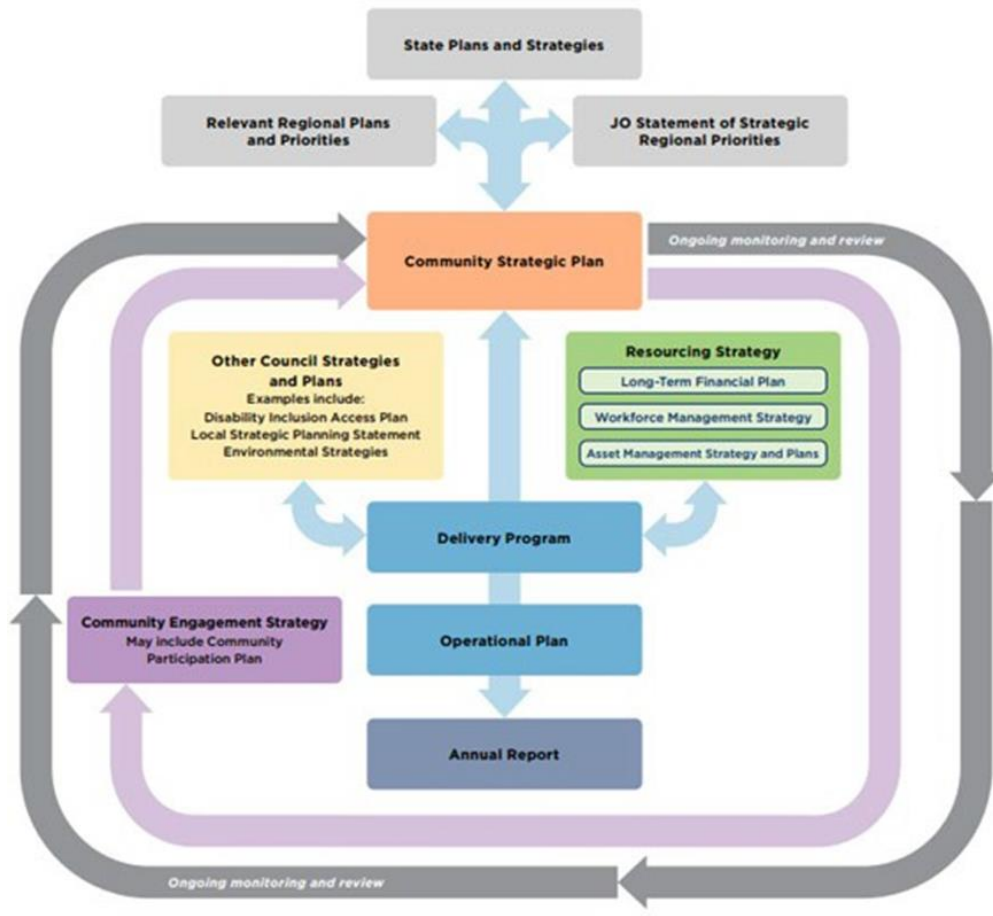 State Plans and Strategies
Relevant Regional Plans
and Priorities
JO Statement of Strategic
Regional Priorities
Community Strategic Plan
Ongoing monitoring and review
Other Council Strategies
and Plans
Examples include:
Disability Inclusion Access Plan
Local Strategic Planning Statement
Environmental Strategies
Resourcing Strategy
Long-Term Financial Plan
Workforce Management Strategy
Asset Management Strategy and Plans
Delivery Program
Community Engagement Strategy
May include Community
Participation Plan
Operational Plan
Annual Report
Ongoing monitoring and review